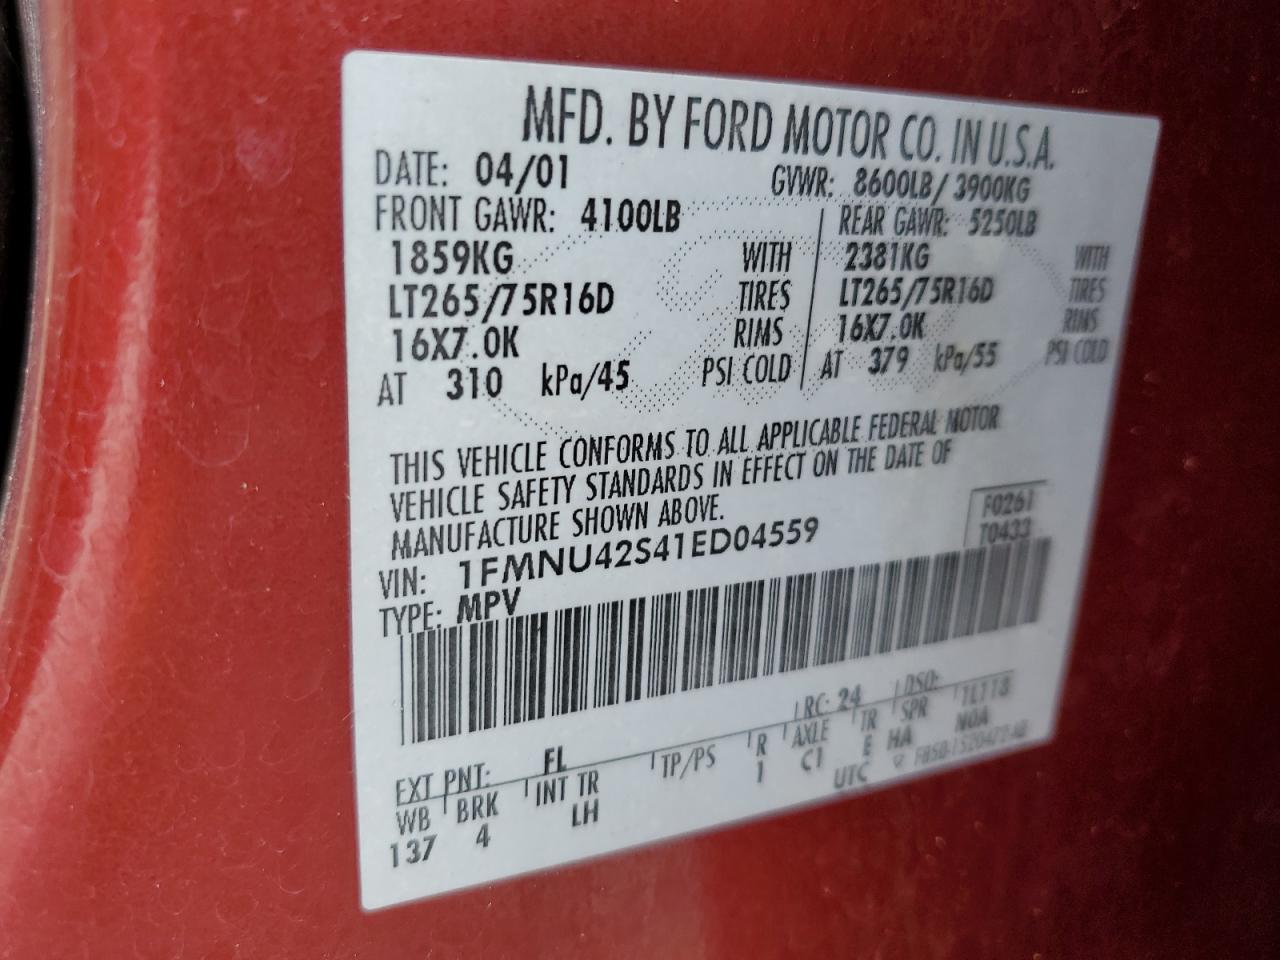 MFD. BY FORD MOTOR CO. IN U.S.A.
DATE: 04/01 GVWR: 8600LB/ 3900KG
FRONT GAWR: 4100LB REAR GAWR: 5250LB
1859KG WITH 2381KG WITH
LT265/75R16D TIRES LT265/75R16D TIRES
16X7.0K RIMS 16X7.0K RIMS
AT 310 kPa/45 PSI COLD AT 379 kPa/55 PSI COLD
THIS VEHICLE CONFORMS TO ALL APPLICABLE FEDERAL MOTOR
VEHICLE SAFETY STANDARDS IN EFFECT ON THE DATE OF
MANUFACTURE SHOWN ABOVE.
F0261
VIN: 1FMNU42S41ED04559 T0433
TYPE: MPV
EXT PNT: FL RC: 24 DSO: 1L118
WB BRK INT TR TP/PS R AXLE TR SPR N0A
137 4 LH 1 C1 E HA
UTC